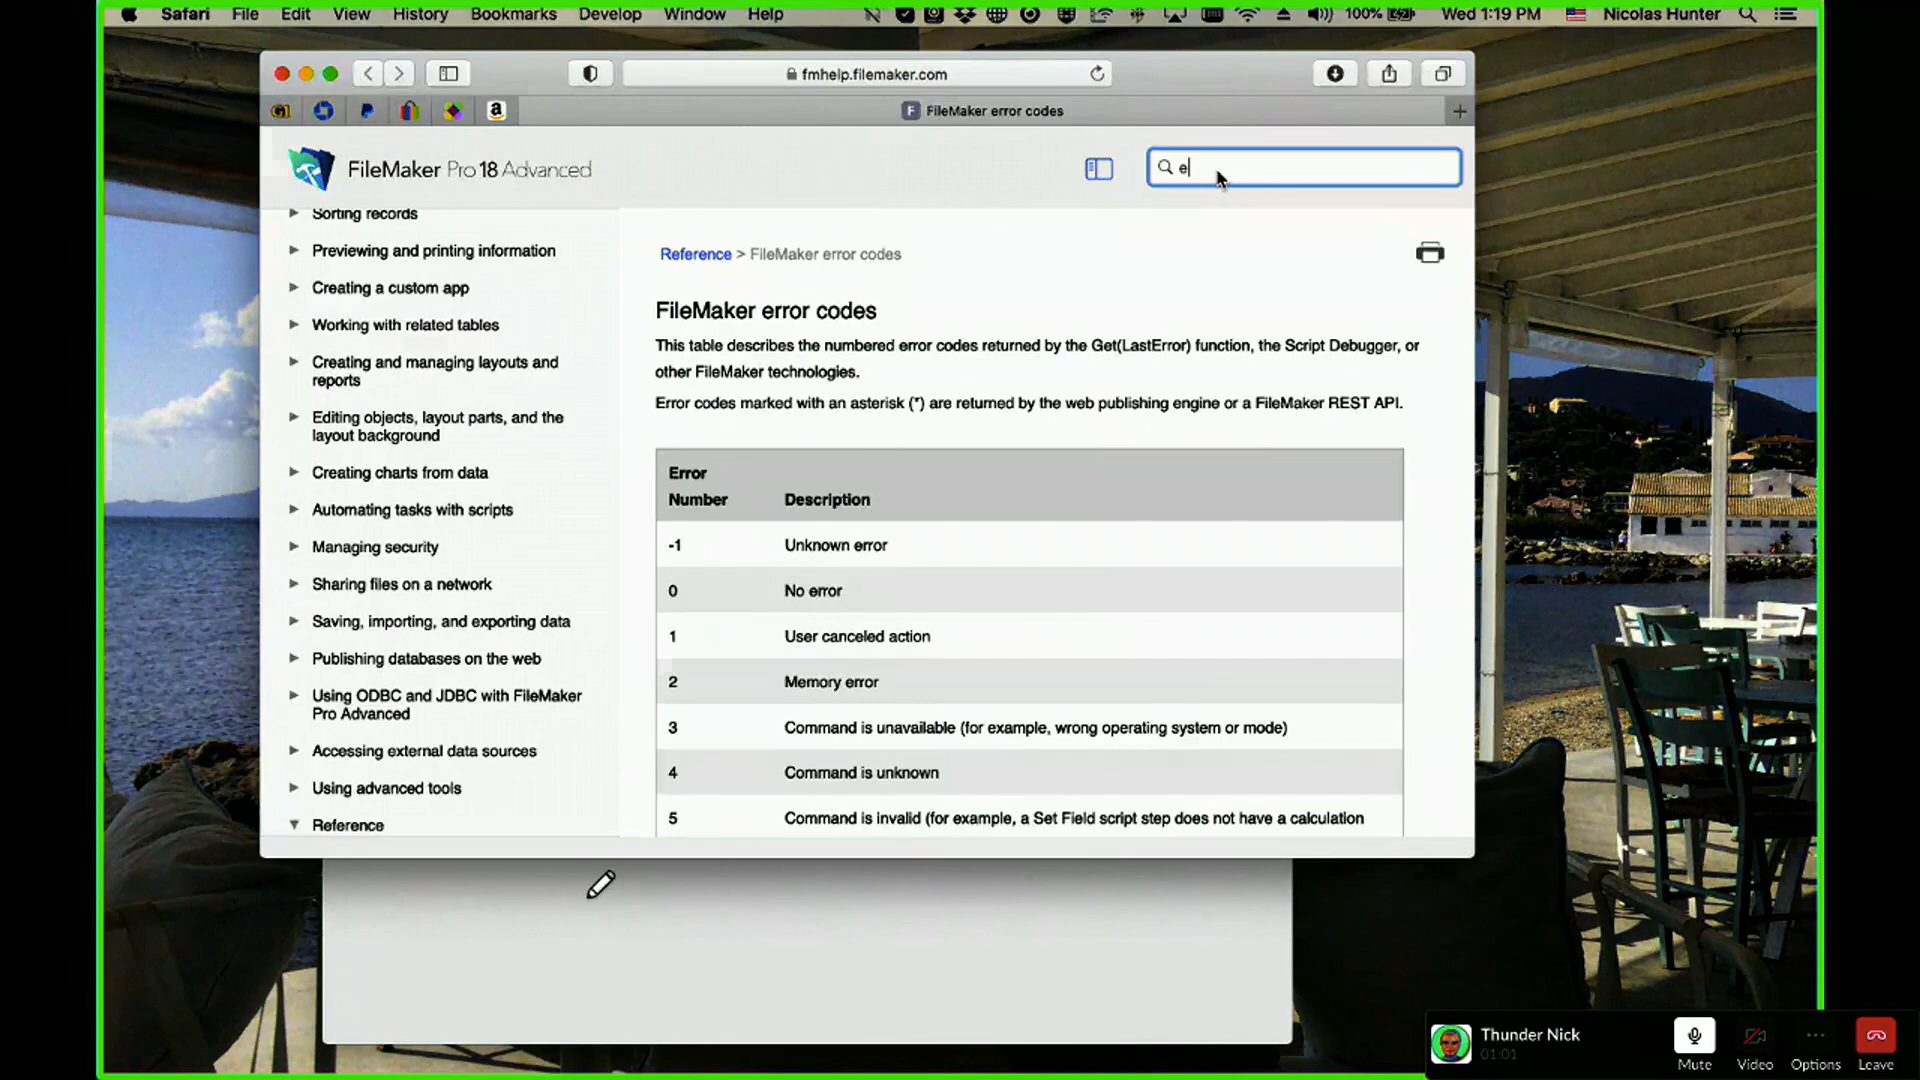 Safari File Edit View History Bookmarks Develop Window Help 100% Wed 1:19 PM Nicolas Hunter
fmhelp.filemaker.com
FileMaker error codes
FileMaker Pro 18 Advanced
e
Sorting records
Previewing and printing information
Creating a custom app
Working with related tables
Creating and managing layouts and
reports
Editing objects, layout parts, and the
layout background
Creating charts from data
Automating tasks with scripts
Managing security
Sharing files on a network
Saving, importing, and exporting data
Publishing databases on the web
Using ODBC and JDBC with FileMaker
Pro Advanced
Accessing external data sources
Using advanced tools
Reference
Reference > FileMaker error codes
FileMaker error codes
This table describes the numbered error codes returned by the Get(LastError) function, the Script Debugger, or
other FileMaker technologies.
Error codes marked with an asterisk (*) are returned by the web publishing engine or a FileMaker REST API.
Error
Number Description
-1 Unknown error
0 No error
1 User canceled action
2 Memory error
3 Command is unavailable (for example, wrong operating system or mode)
4 Command is unknown
5 Command is invalid (for example, a Set Field script step does not have a calculation
Thunder Nick
01:01
Mute Video Options Leave